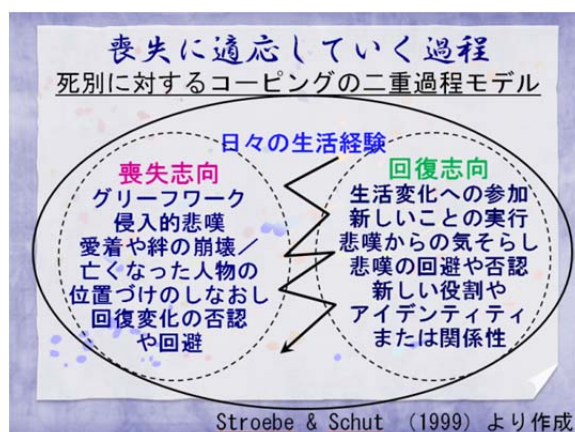 喪失に適応していく過程
死別に対するコーピングの二重過程モデル
日々の生活経験
喪失志向
グリーフワーク
侵入的悲嘆
愛着や絆の崩壊／
亡くなった人物の
位置づけのしなおし
回復変化の否認
や回避
回復志向
生活変化への参加
新しいことの実行
悲嘆からの気そらし
悲嘆の回避や否認
新しい役割や
アイデンティティ
または関係性
Stroebe & Schut （1999）より作成